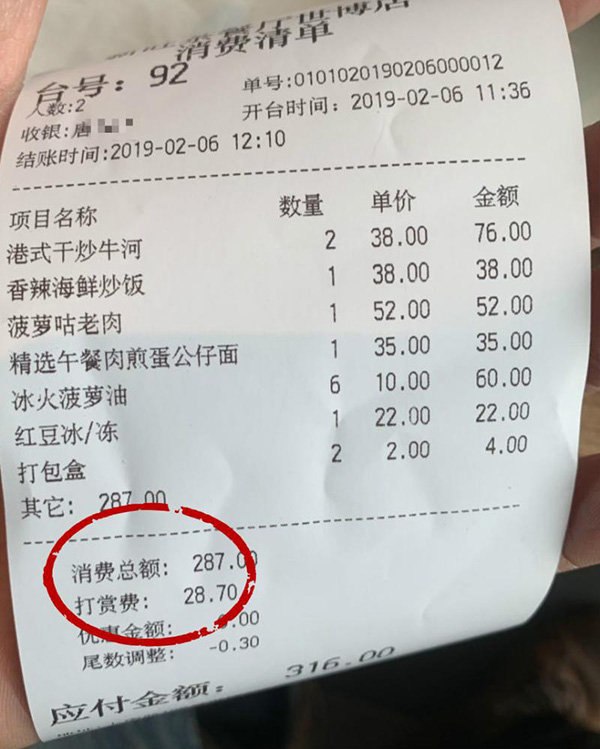 消费清单
台号: 92
人数:2
单号:0101020190206000012
收银:唐
开台时间: 2019-02-06 11:36
结账时间:2019-02-06 12:10
项目名称 数量 单价 金额
港式干炒牛河 2 38.00 76.00
香辣海鲜炒饭 1 38.00 38.00
菠萝咕老肉 1 52.00 52.00
精选午餐肉煎蛋公仔面 1 35.00 35.00
冰火菠萝油 6 10.00 60.00
红豆冰/冻 1 22.00 22.00
打包盒 2 2.00 4.00
其它: 287.00
消费总额: 287.00
打赏费: 28.70
优惠金额: 0.00
尾数调整: -0.30
应付金额: 316.00